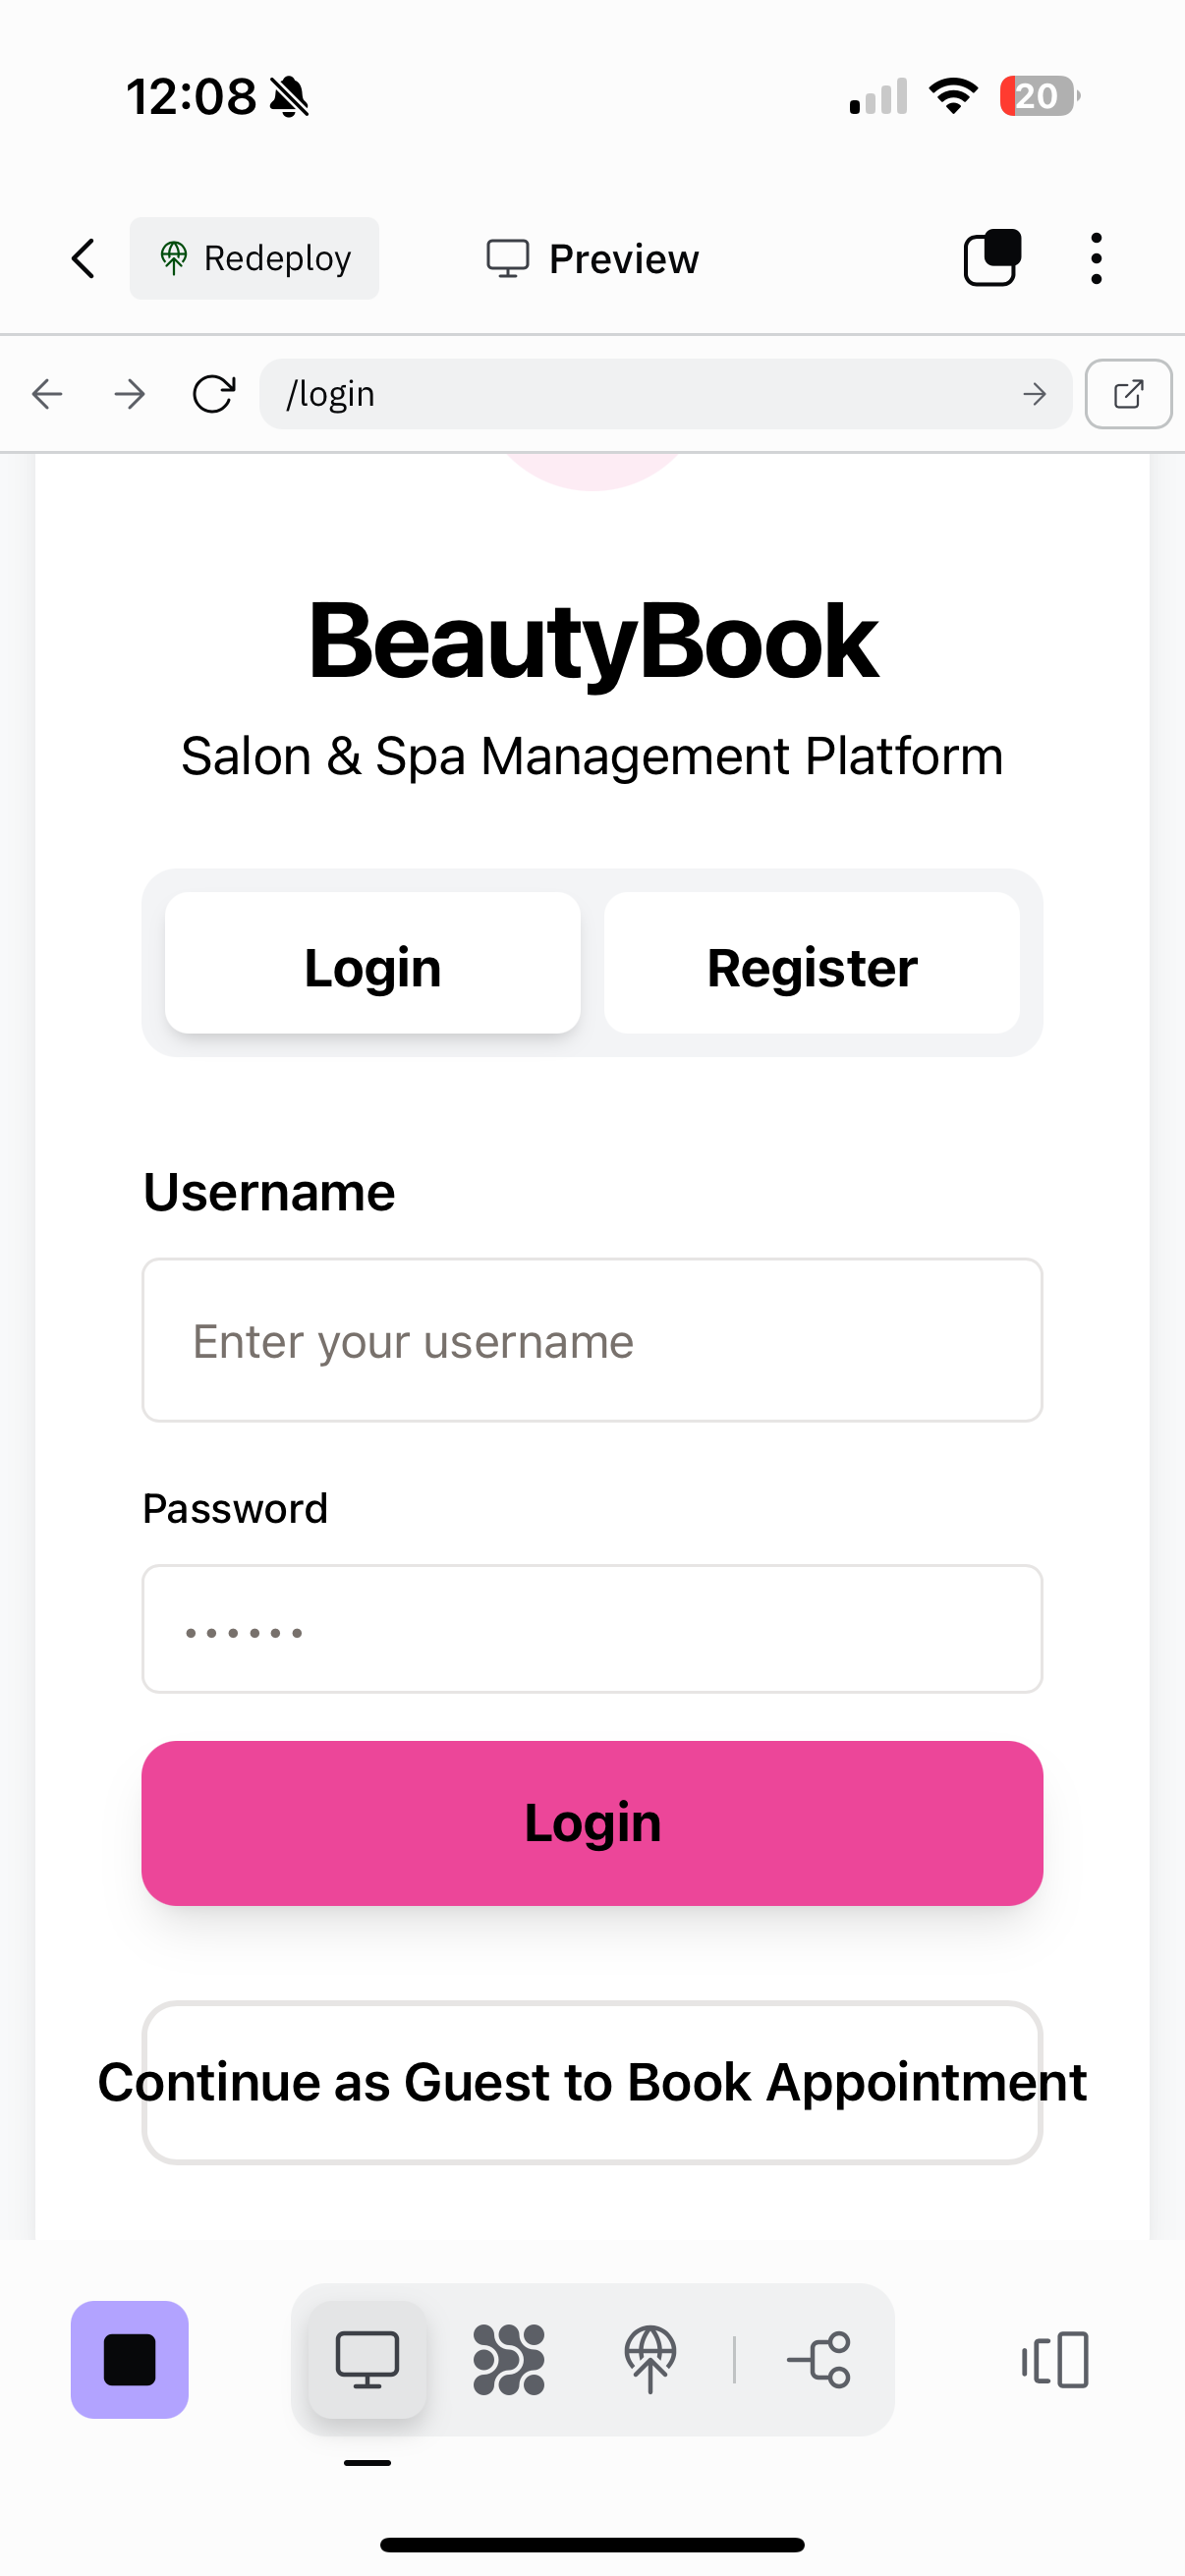 12:08
20
Redeploy
Preview
/login
BeautyBook
Salon & Spa Management Platform
Login
Register
Username
Enter your username
Password
••••••
Login
Continue as Guest to Book Appointment